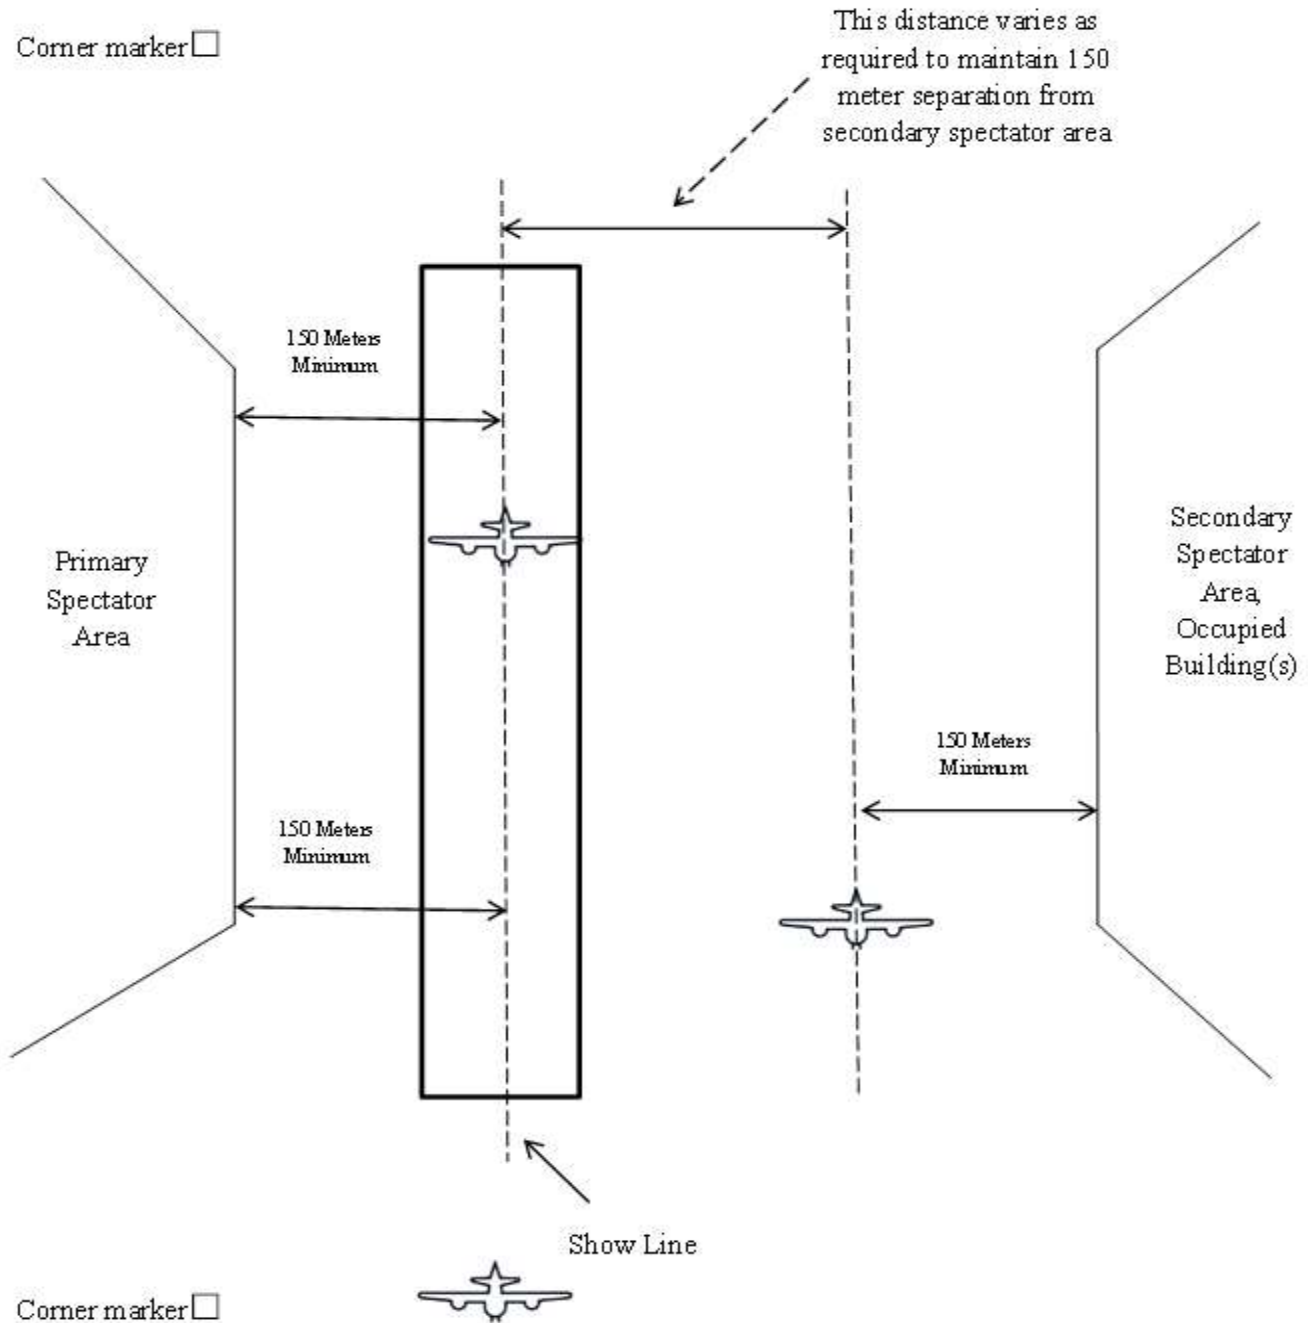 Corner marker
This distance varies as
required to maintain 150
meter separation from
secondary spectator area
150 Meters
Minimum
Primary
Spectator
Area
Secondary
Spectator
Area,
Occupied
Building(s)
150 Meters
Minimum
150 Meters
Minimum
Show Line
Corner marker